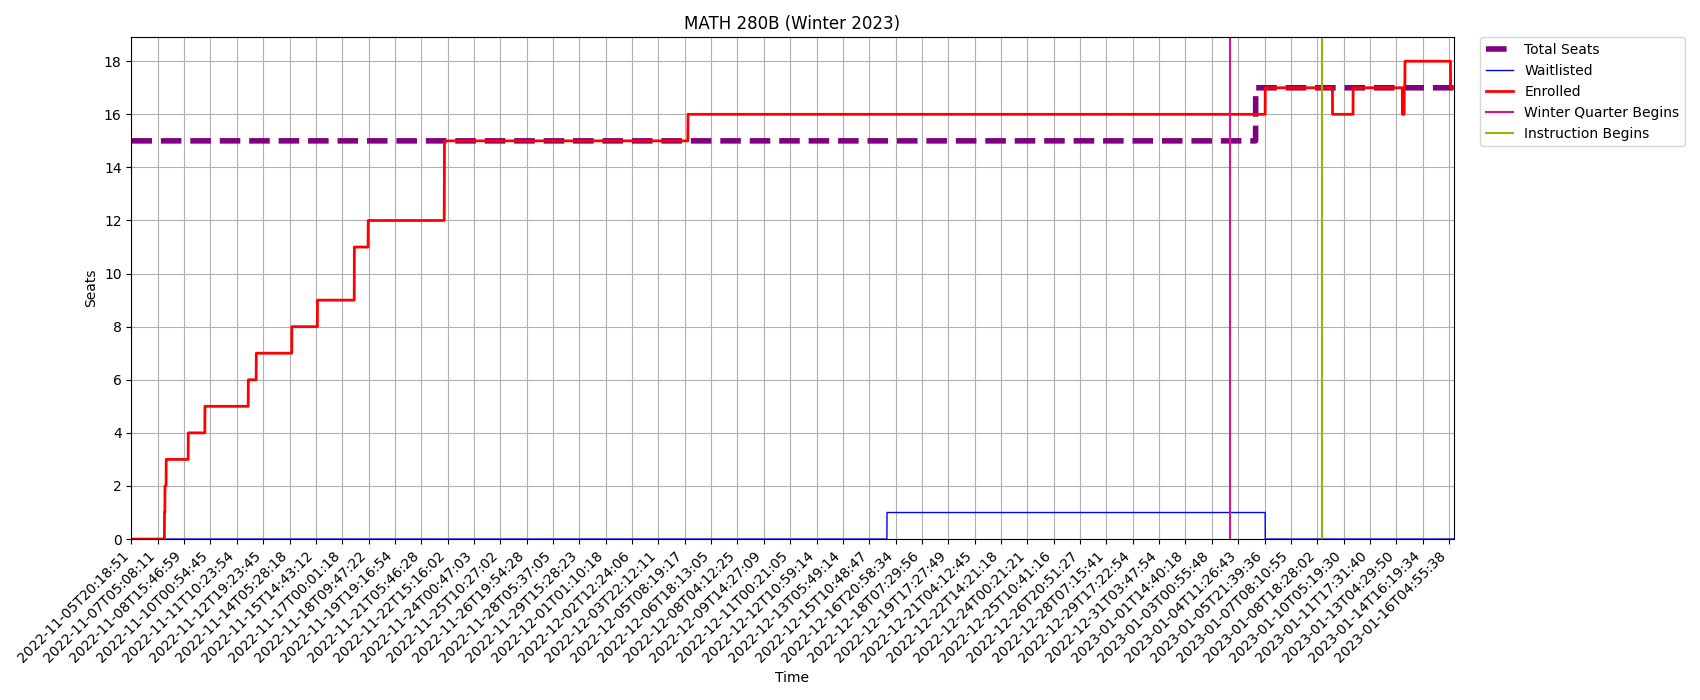 MATH 280B (Winter 2023)
Total Seats
Waitlisted
Enrolled
Winter Quarter Begins
Instruction Begins
Seats
18
16
14
12
10
8
6
4
2
0
2022-11-05T20:18:51
2022-11-07T05:08:11
2022-11-08T15:46:59
2022-11-10T00:54:45
2022-11-11T10:23:54
2022-11-12T19:23:45
2022-11-14T05:28:18
2022-11-15T14:43:12
2022-11-17T00:01:18
2022-11-18T09:47:22
2022-11-19T19:16:54
2022-11-21T05:46:28
2022-11-22T15:16:02
2022-11-24T00:47:03
2022-11-25T10:27:02
2022-11-26T19:54:28
2022-11-28T05:37:05
2022-11-29T15:28:23
2022-12-01T01:10:18
2022-12-02T12:24:06
2022-12-03T22:12:11
2022-12-05T08:19:17
2022-12-06T18:13:05
2022-12-08T04:12:25
2022-12-09T14:27:09
2022-12-11T00:21:05
2022-12-12T10:59:14
2022-12-13T05:49:14
2022-12-15T10:48:47
2022-12-16T20:58:34
2022-12-18T07:29:56
2022-12-19T17:27:49
2022-12-21T04:12:45
2022-12-22T14:21:18
2022-12-24T00:21:21
2022-12-25T10:41:16
2022-12-26T20:51:27
2022-12-28T07:15:41
2022-12-29T17:22:54
2022-12-31T03:47:54
2023-01-01T14:40:18
2023-01-03T00:55:48
2023-01-04T11:26:43
2023-01-05T21:39:36
2023-01-07T08:10:55
2023-01-08T18:28:02
2023-01-10T05:19:30
2023-01-11T17:31:40
2023-01-13T04:29:50
2023-01-14T16:19:34
2023-01-16T04:55:38
Time